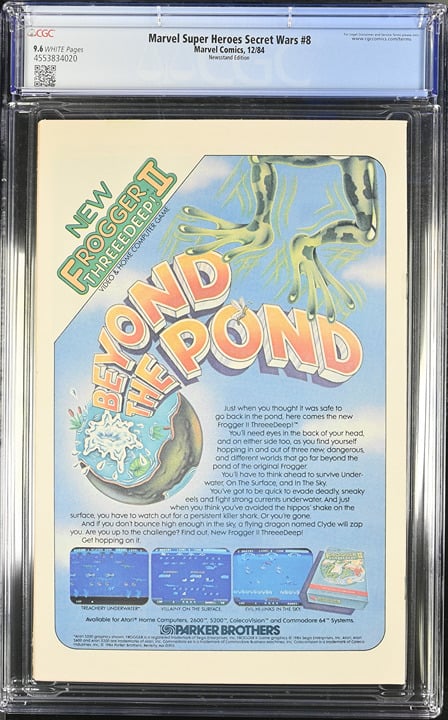 CGC
9.6 WHITE Pages
4553834020
Marvel Super Heroes Secret Wars #8
Marvel Comics, 12/84
Newsstand Edition
www.cgccomics.com/terms
NEW
FROGGER II
THREEEDEEP!™
VIDEO & HOME COMPUTER GAME
BEYOND
THE POND
Just when you thought it was safe to
go back in the pond, here comes the new
Frogger II ThreeeDeep!™
You'll need eyes in the back of your head,
and on either side too, as you find yourself
hopping in and out of three new, dangerous,
and different worlds that go far beyond the
pond of the original Frogger.
You'll have to think ahead to survive Under-
water, On The Surface, and In The Sky.
You've got to be quick to evade deadly, sneaky
eels and fight strong currents underwater. And just
when you think you've avoided the hippos' shake on the
surface, you have to watch out for a persistent killer shark. Or you're gone.
And if you don't bounce high enough in the sky, a flying dragon named Clyde will zap
you. Are you up to the challenge? Find out. New Frogger II ThreeeDeep!
Get hopping on it.
TREACHERY UNDERWATER.
VILLAINY ON THE SURFACE.
EVIL HIJINKS IN THE SKY.
Available for Atari® Home Computers, 2600™, 5200™, ColecoVision™ and Commodore 64™ Systems.
PARKER BROTHERS